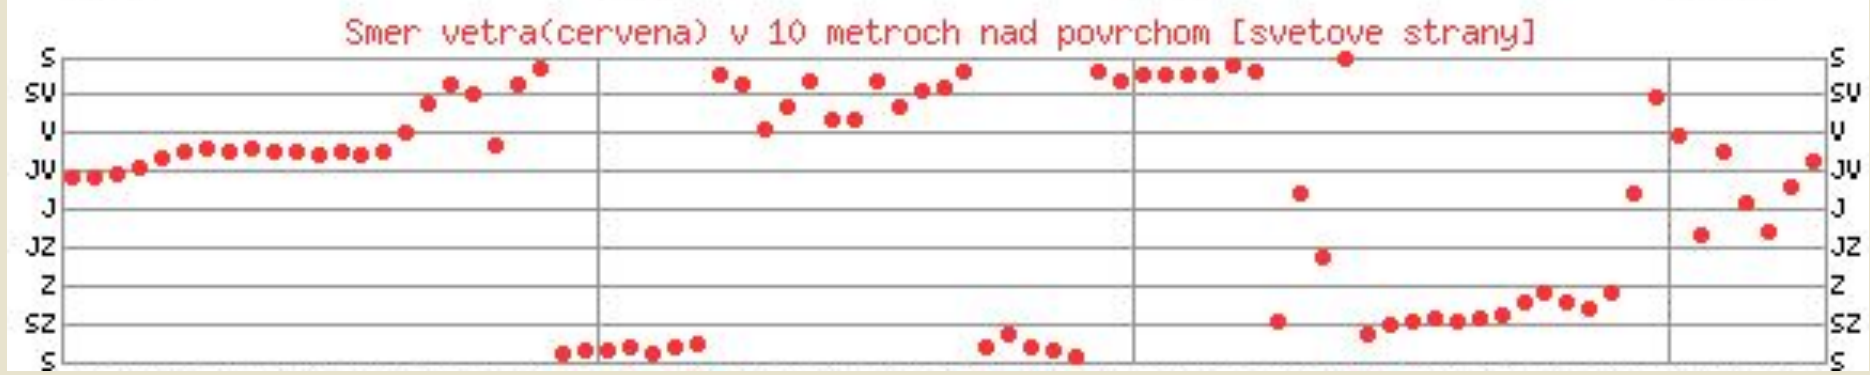 Smer vetra(cervena) v 10 metroch nad povrchom [svetove strany]
S S
SV SV
V V
JV JV
J J
JZ JZ
Z Z
SZ SZ
S S